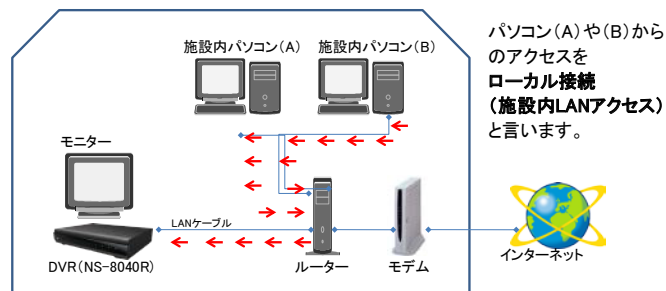 施設内パソコン(A)
施設内パソコン(B)
パソコン(A)や(B)から
のアクセスを
ローカル接続
(施設内LANアクセス)
と言います。
モニター
LANケーブル
DVR(NS-8040R)
ルーター
モデム
インターネット